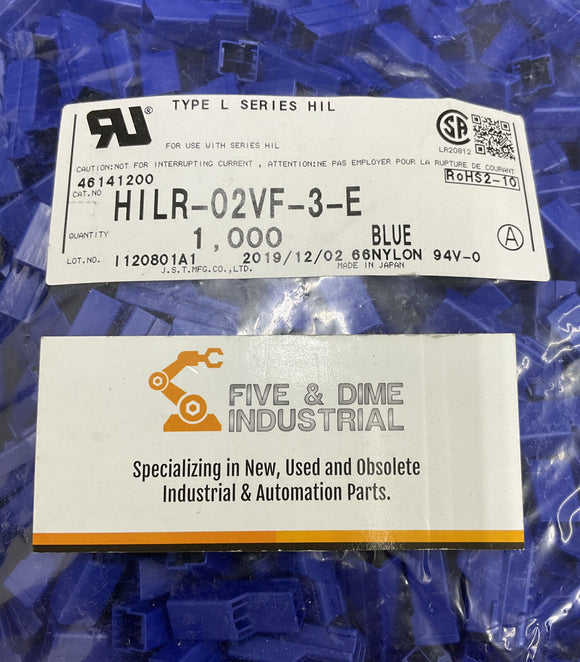 RU®
TYPE L SERIES HIL
SA
LR20812
FOR USE WITH SERIES HIL
CAUTION:NOT FOR INTERRUPTING CURRENT , ATTENTION:NE PAS EMPLOYER POUR LA RUPTURE DE COURANT
46141200
RoHS2-10
CAT.NO
HILR-02VF-3-E
QUANTITY
1,000
BLUE
A
LOT.NO.
I120801A1
2019/12/02 66NYLON 94V-0
J.S.T.MFG.CO.,LTD.
MADE IN JAPAN
FIVE & DIME
INDUSTRIAL
Specializing in New, Used and Obsolete
Industrial & Automation Parts.